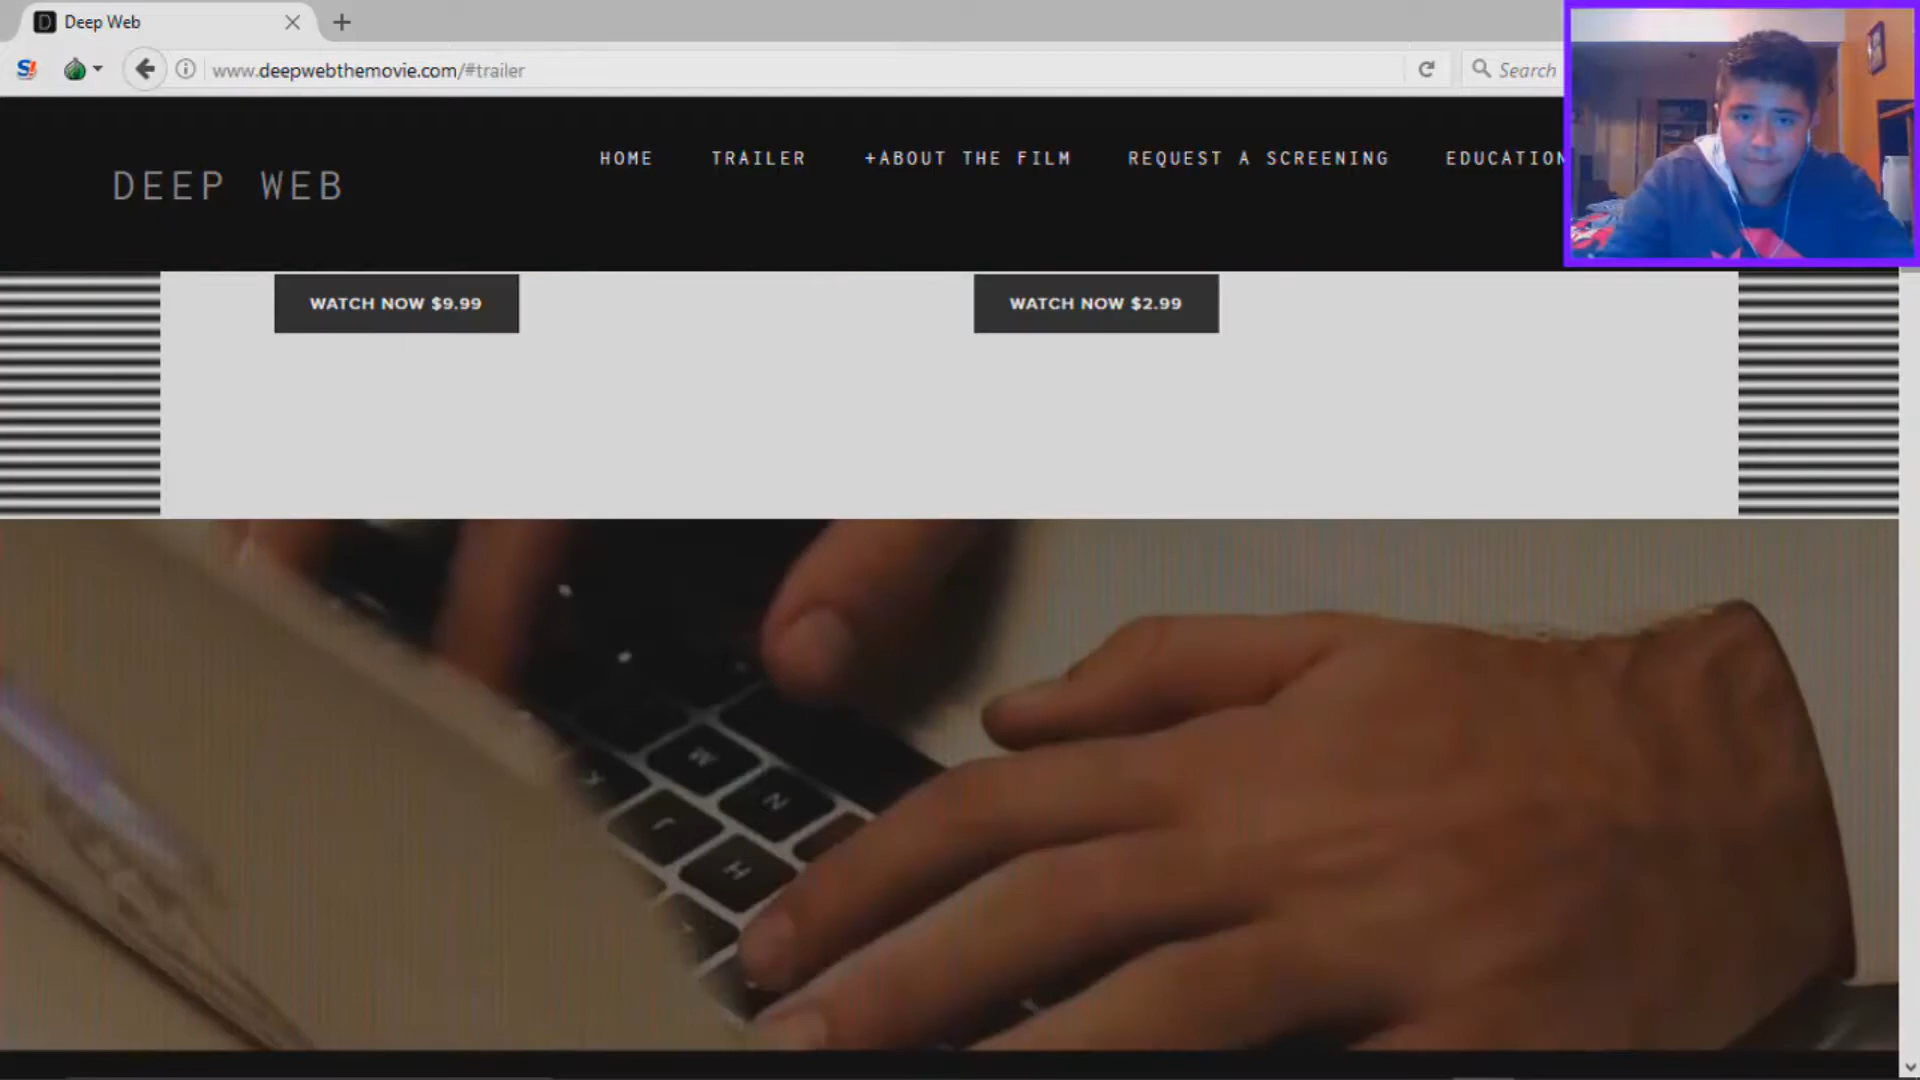 Deep Web
www.deepwebthemovie.com/#trailer
Search
DEEP WEB
HOME
TRAILER
+ABOUT THE FILM
REQUEST A SCREENING
EDUCATION
WATCH NOW $9.99
WATCH NOW $2.99